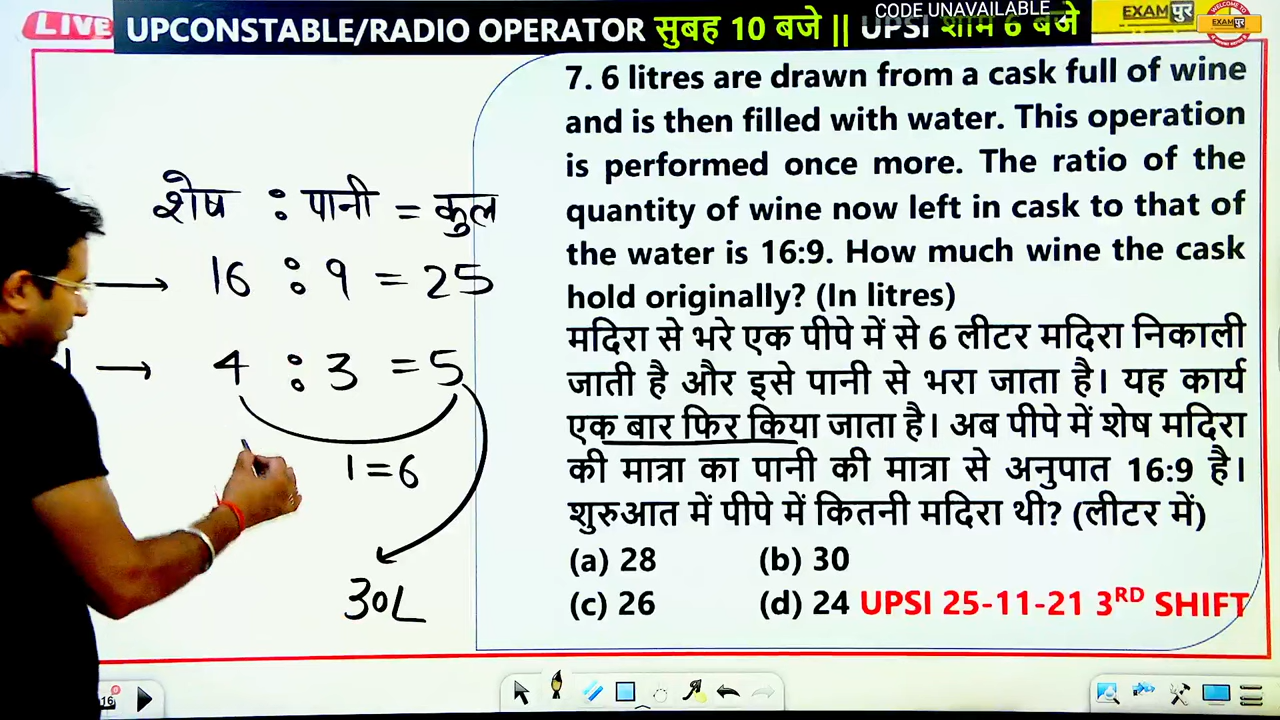 CODE UNAVAILABLE
LIVE UPCONSTABLE/RADIO OPERATOR सुबह 10 बजे || UPSI शाम 6 बजे
EXAM पुर
WELCOME TO
EXAM पुर
7. 6 litres are drawn from a cask full of wine
and is then filled with water. This operation
is performed once more. The ratio of the
quantity of wine now left in cask to that of
the water is 16:9. How much wine the cask
hold originally? (In litres)
मदिरा से भरे एक पीपे में से 6 लीटर मदिरा निकाली
जाती है और इसे पानी से भरा जाता है। यह कार्य
एक बार फिर किया जाता है। अब पीपे में शेष मदिरा
की मात्रा का पानी की मात्रा से अनुपात 16:9 है।
शुरुआत में पीपे में कितनी मदिरा थी? (लीटर में)
(a) 28 (b) 30
(c) 26 (d) 24 UPSI 25-11-21 3RD SHIFT
शेष : पानी = कुल
→ 16 : 9 = 25
→ 4 : 3 = 5
1 = 6
30L
16